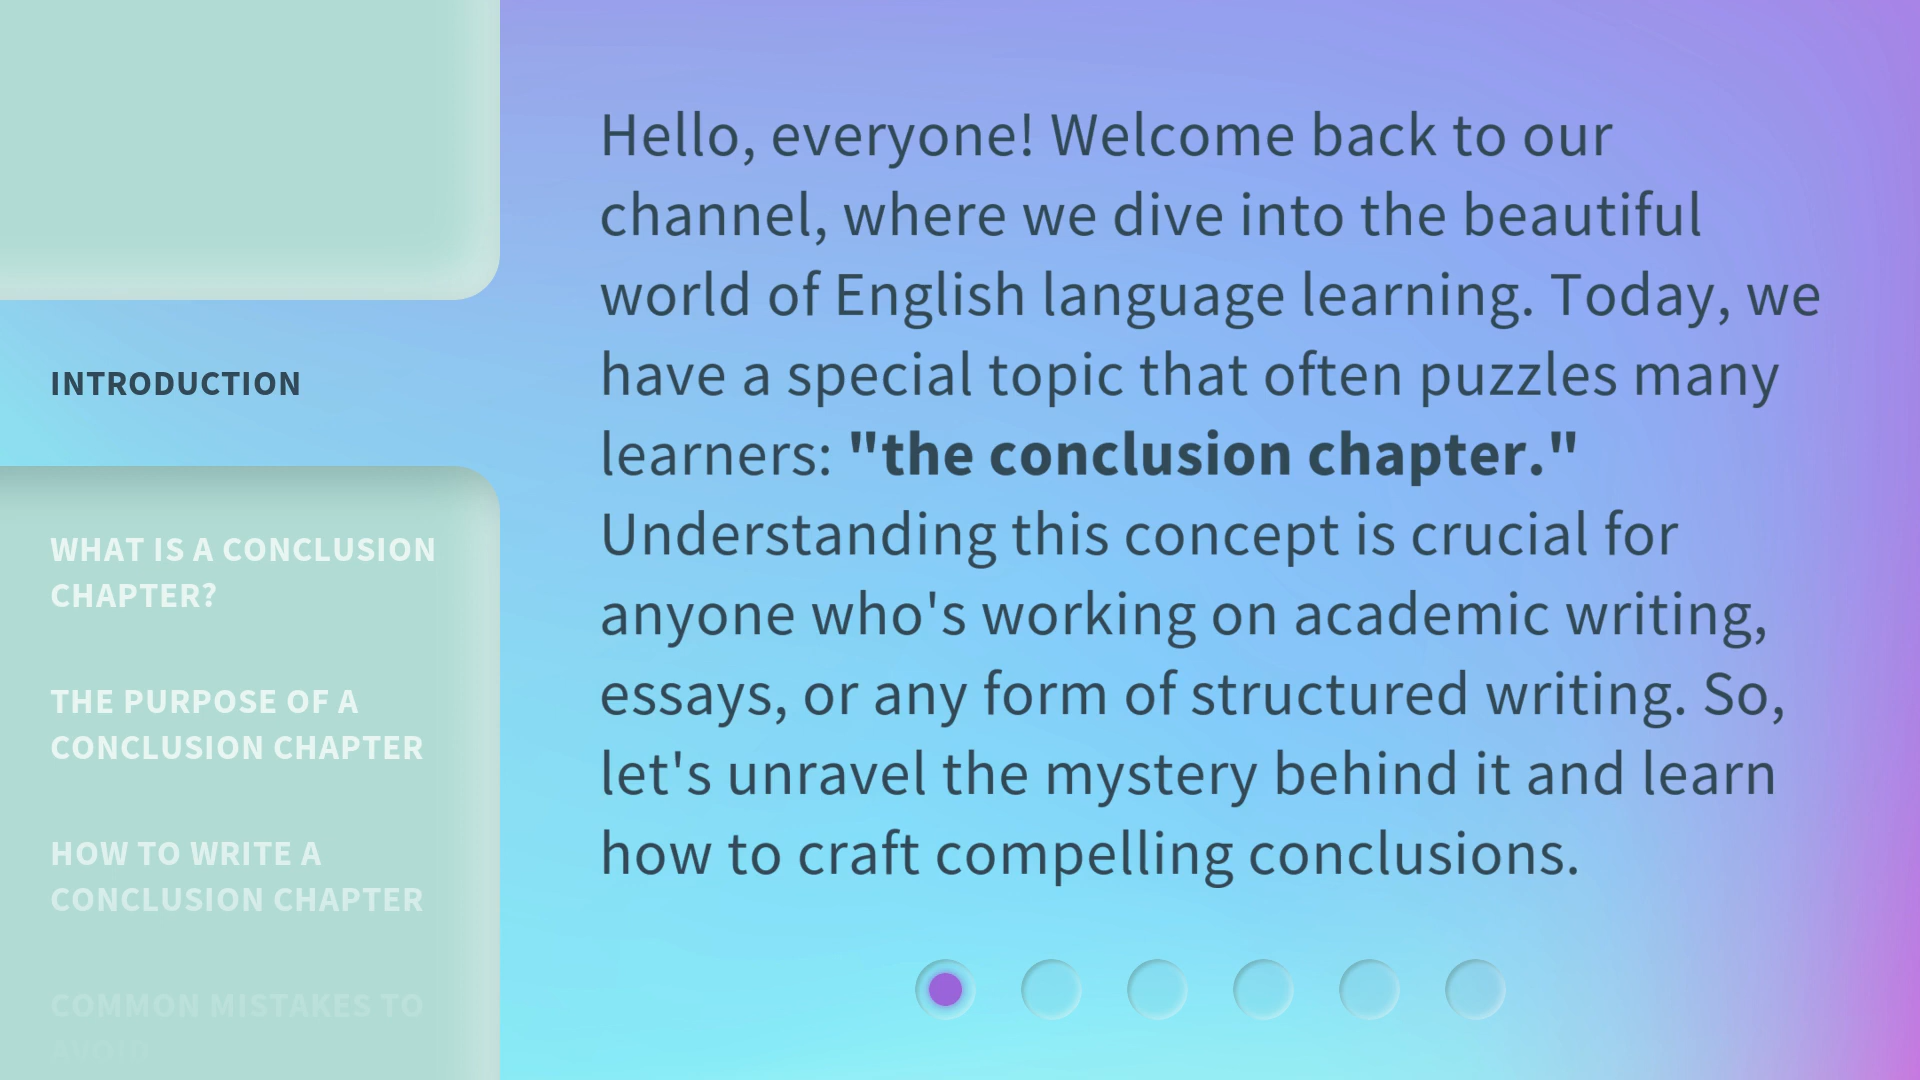 INTRODUCTION
WHAT IS A CONCLUSION
CHAPTER?
THE PURPOSE OF A
CONCLUSION CHAPTER
HOW TO WRITE A
CONCLUSION CHAPTER
COMMON MISTAKES TO
AVOID
Hello, everyone! Welcome back to our
channel, where we dive into the beautiful
world of English language learning. Today, we
have a special topic that often puzzles many
learners: "the conclusion chapter."
Understanding this concept is crucial for
anyone who's working on academic writing,
essays, or any form of structured writing. So,
let's unravel the mystery behind it and learn
how to craft compelling conclusions.